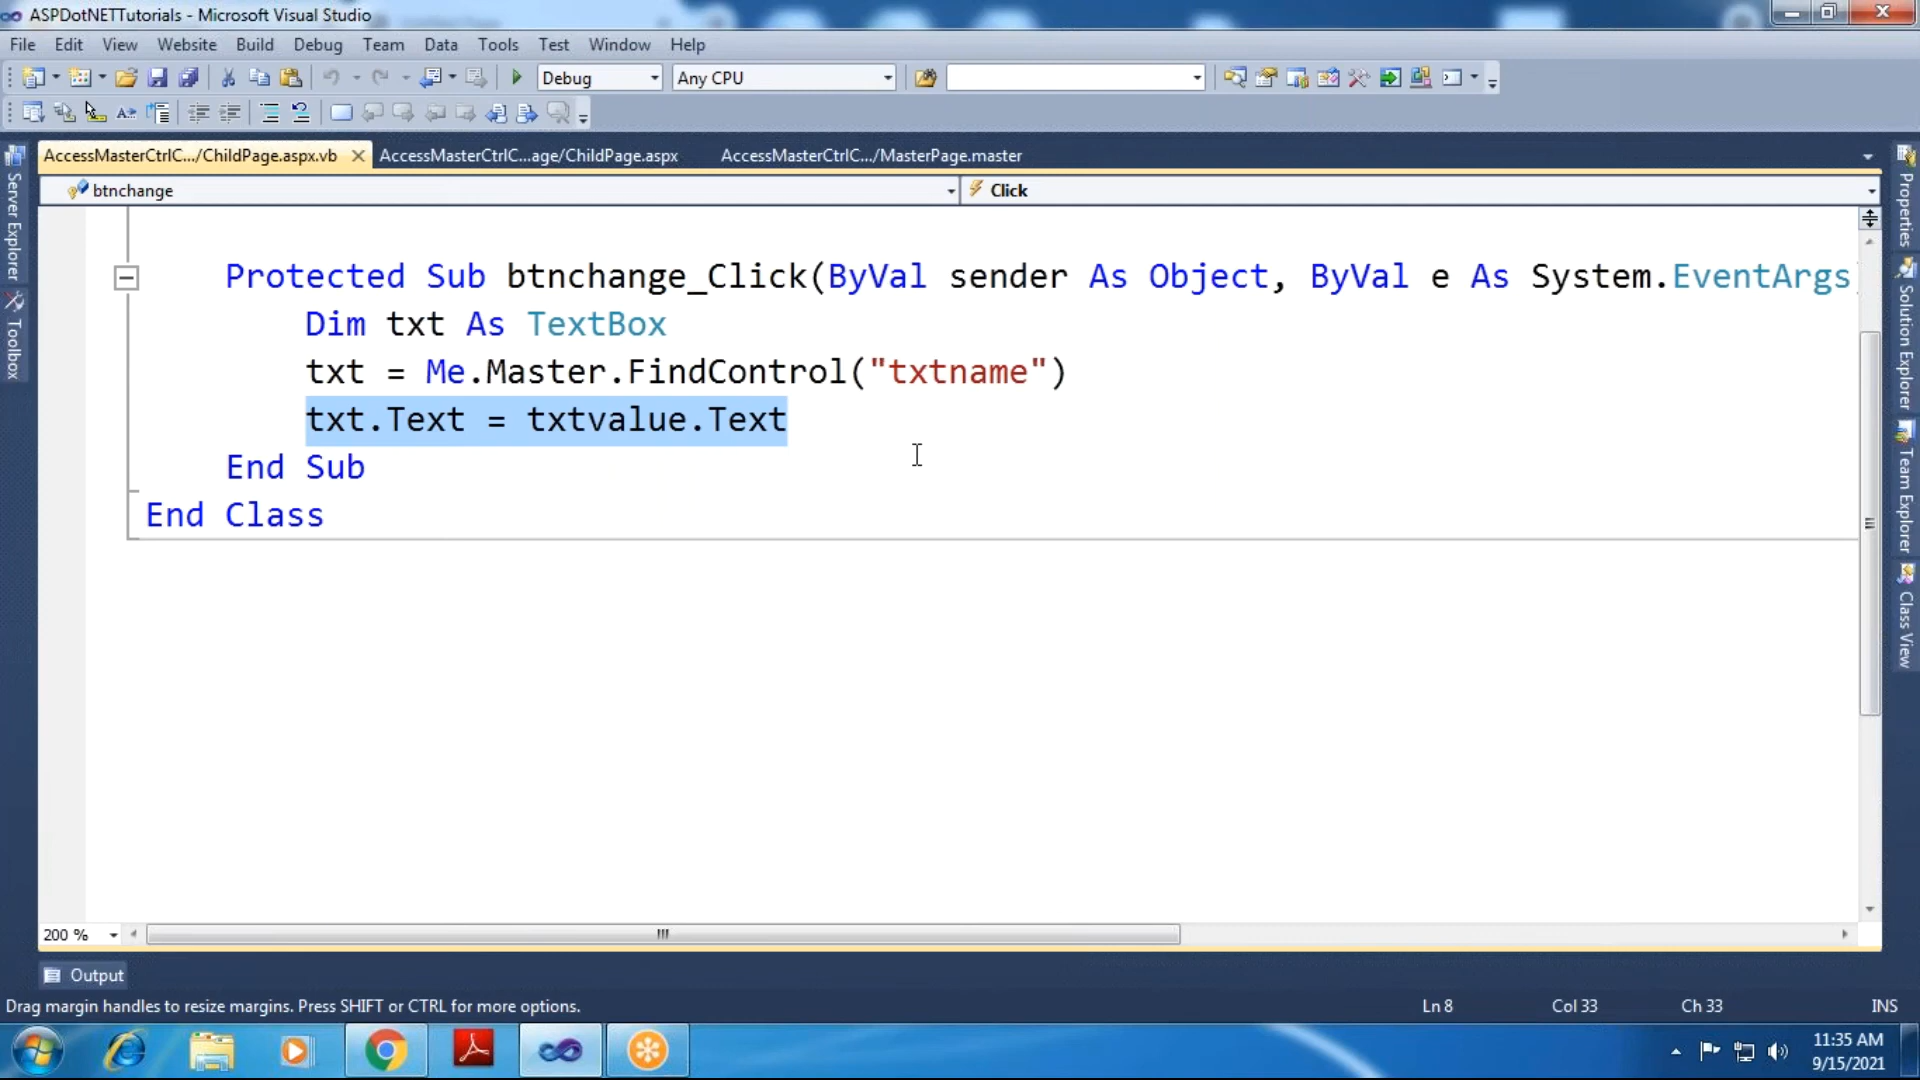 ASPDotNETTutorials - Microsoft Visual Studio
File Edit View Website Build Debug Team Data Tools Test Window Help
Debug Any CPU
AccessMasterCtrlC.../ChildPage.aspx.vb AccessMasterCtrlC...age/ChildPage.aspx AccessMasterCtrlC.../MasterPage.master
btnchange Click
Protected Sub btnchange_Click(ByVal sender As Object, ByVal e As System.EventArgs
Dim txt As TextBox
txt = Me.Master.FindControl("txtname")
txt.Text = txtvalue.Text
End Sub
End Class
Server Explorer
Toolbox
Properties
Solution Explorer
Team Explorer
Class View
200 %
Output
Drag margin handles to resize margins. Press SHIFT or CTRL for more options. Ln 8 Col 33 Ch 33 INS
11:35 AM
9/15/2021